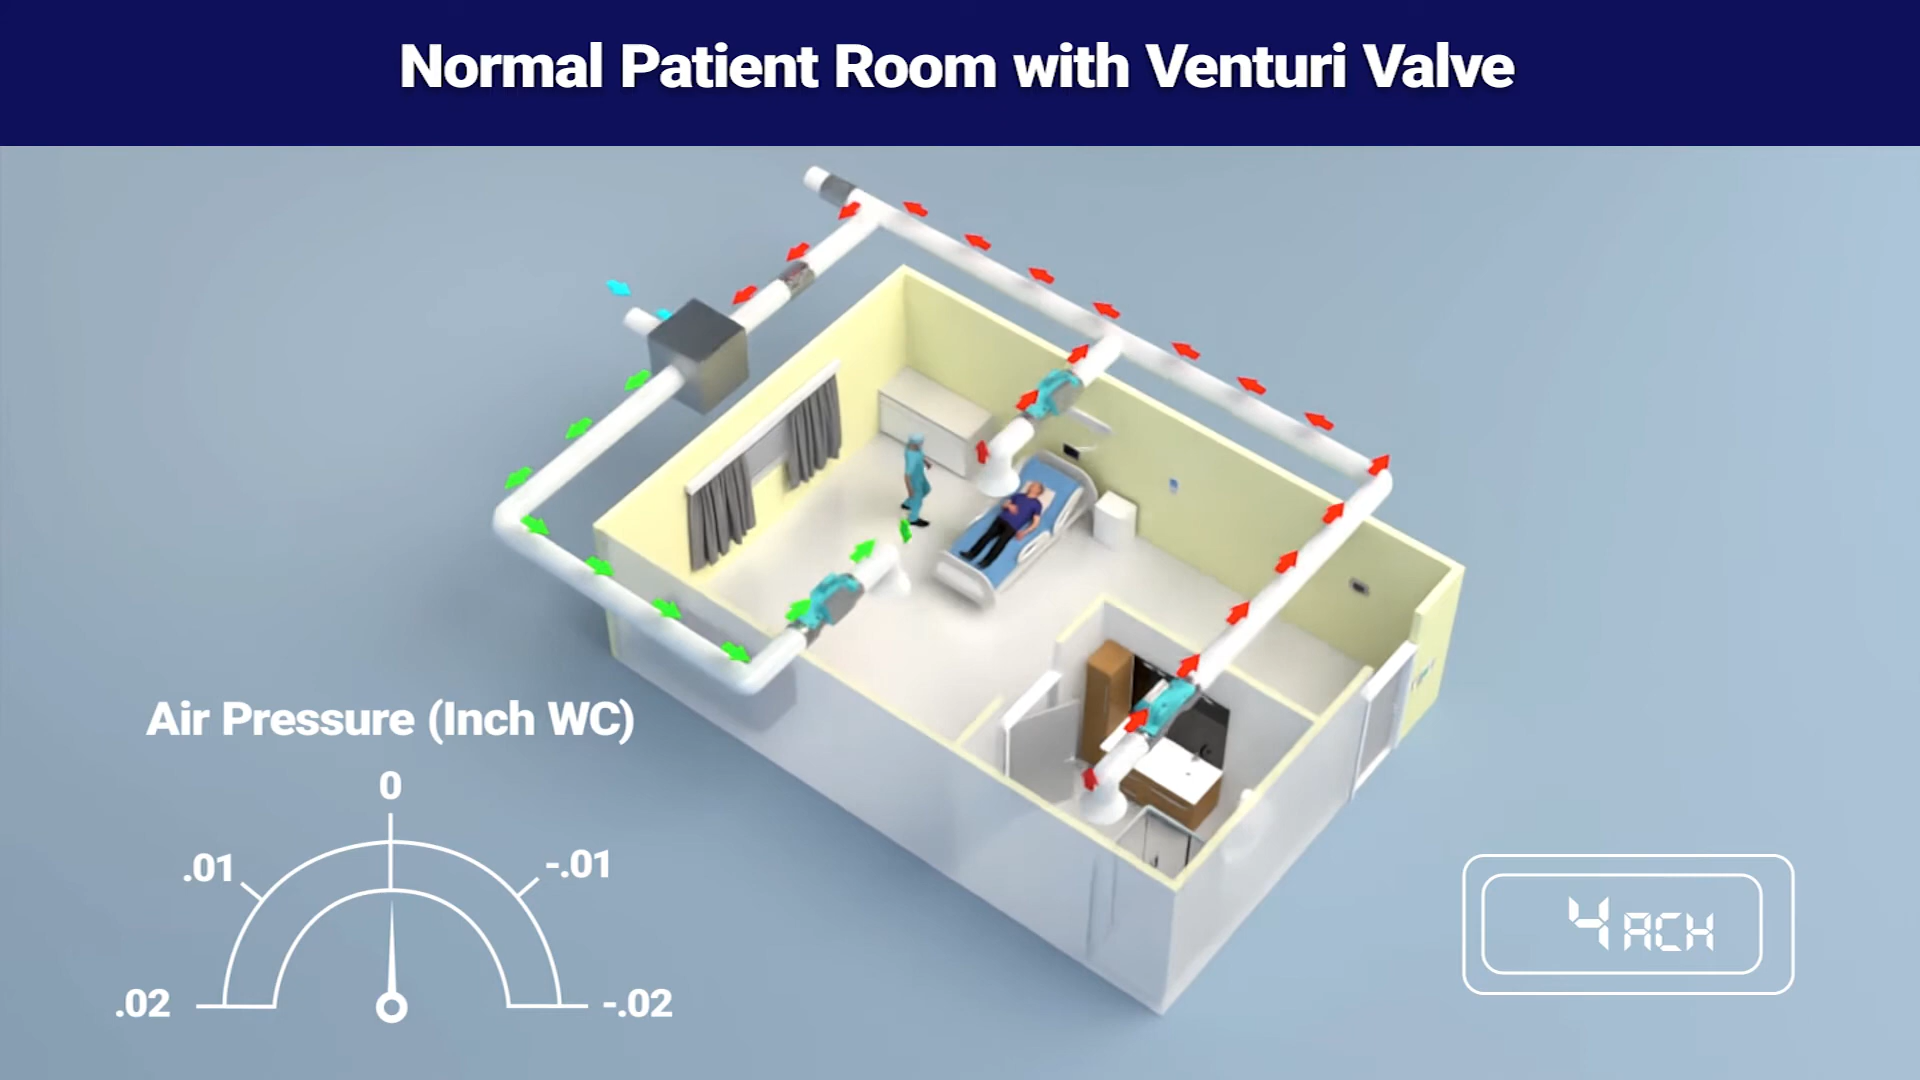 Normal Patient Room with Venturi Valve
Air Pressure (Inch WC)
0
.01
-.01
.02
-.02
4 ACH